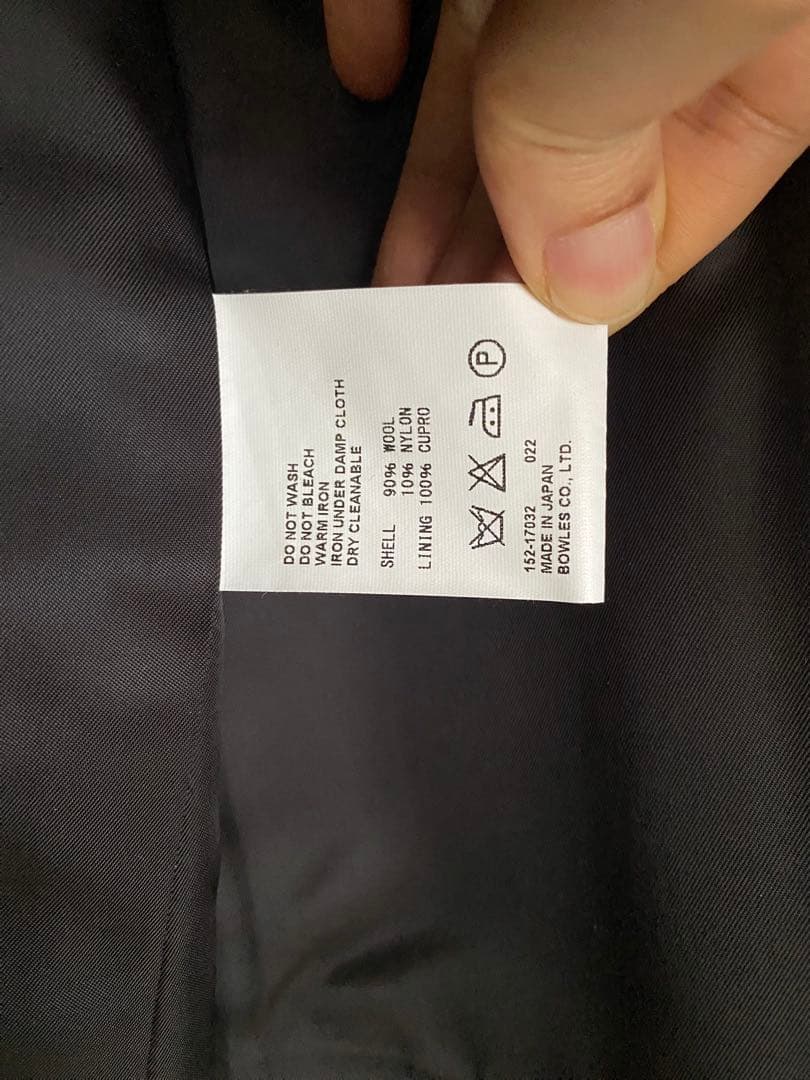 DO NOT WASH
DO NOT BLEACH
WARM IRON
IRON UNDER DAMP CLOTH
DRY CLEANABLE
SHELL 90% WOOL
10% NYLON
LINING 100% CUPRO
P
152-17032 022
MADE IN JAPAN
BOWLES CO., LTD.